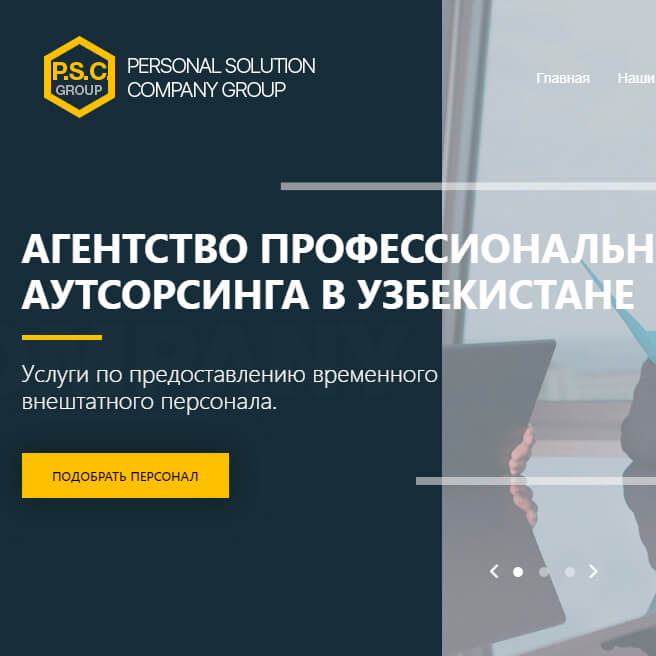 P.S.C.
GROUP
PERSONAL SOLUTION
COMPANY GROUP
Главная Наши
АГЕНТСТВО ПРОФЕССИОНАЛЬН
АУТСОРСИНГА В УЗБЕКИСТАНЕ
Услуги по предоставлению временного
внештатного персонала.
ПОДОБРАТЬ ПЕРСОНАЛ